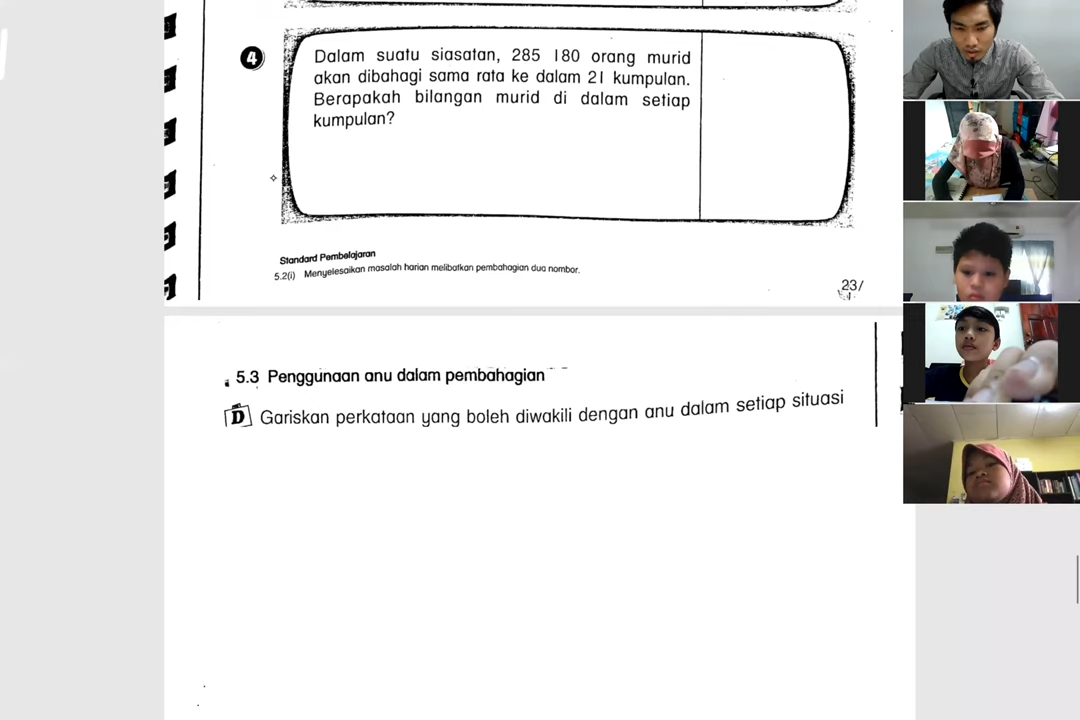 4
Dalam suatu siasatan, 285 180 orang murid
akan dibahagi sama rata ke dalam 21 kumpulan.
Berapakah bilangan murid di dalam setiap
kumpulan?
Standard Pembelajaran
5.2(i) Menyelesaikan masalah harian melibatkan pembahagian dua nombor.
23/
5.3 Penggunaan anu dalam pembahagian
D Gariskan perkataan yang boleh diwakili dengan anu dalam setiap situasi